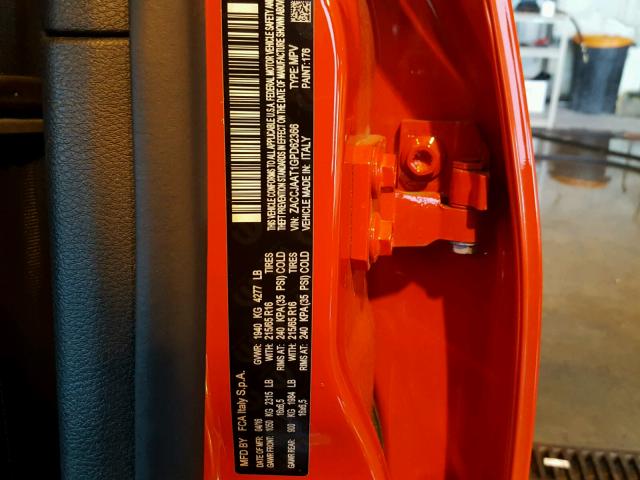 MFD BY FCA Italy S.p.A.
DATE OF MFR: 04/16 GVWR: 1940 KG 4277 LB
GAWR FRONT: 1050 KG 2315 LB WITH: 215/65 R16 TIRES
16x6,5 RIMS AT: 240 KPA (35 PSI) COLD
GAWR REAR: 900 KG 1984 LB WITH: 215/65 R16 TIRES
16x6,5 RIMS AT: 240 KPA (35 PSI) COLD
THIS VEHICLE CONFORMS TO ALL APPLICABLE U.S.A. FEDERAL MOTOR VEHICLE SAFETY
PREVENTION STANDARDS IN EFFECT ON THE DATE OF MANUFACTURE SHOWN ABOVE
VIN: ZACCJAAT1GPD62366 TYPE: MPV
VEHICLE MADE IN: ITALY PAINT: 176